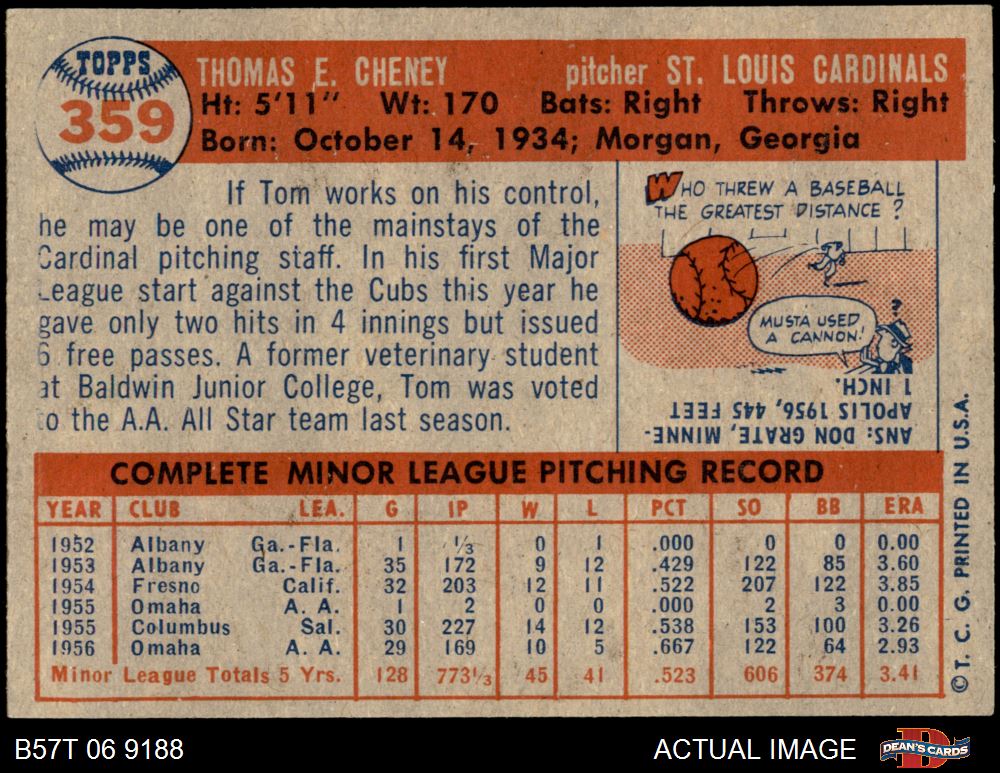 TOPPS
359
THOMAS E. CHENEY pitcher ST. LOUIS CARDINALS
Ht: 5'11" Wt: 170 Bats: Right Throws: Right
Born: October 14, 1934; Morgan, Georgia
If Tom works on his control,
he may be one of the mainstays of the
Cardinal pitching staff. In his first Major
League start against the Cubs this year he
gave only two hits in 4 innings but issued
6 free passes. A former veterinary student
at Baldwin Junior College, Tom was voted
to the A.A. All Star team last season.
WHO THREW A BASEBALL
THE GREATEST DISTANCE?
MUSTA USED
A CANNON!
?
ANS: DON GRATE, MINNE-
APOLIS 1956, 445 FEET
1 INCH.
COMPLETE MINOR LEAGUE PITCHING RECORD
YEAR CLUB LEA. G IP W L PCT SO BB ERA
1952 Albany Ga.-Fla. 1 1/3 0 1 .000 0 0 0.00
1953 Albany Ga.-Fla. 35 172 9 12 .429 122 85 3.60
1954 Fresno Calif. 32 203 12 11 .522 207 122 3.85
1955 Omaha A. A. 1 2 0 0 .000 2 3 0.00
1955 Columbus Sal. 30 227 14 12 .538 153 100 3.26
1956 Omaha A. A. 29 169 10 5 .667 122 64 2.93
Minor League Totals 5 Yrs. 128 773 1/3 45 41 .523 606 374 3.41
© T. C. G. PRINTED IN U.S.A.
B57T 06 9188 ACTUAL IMAGE DEAN'S CARDS